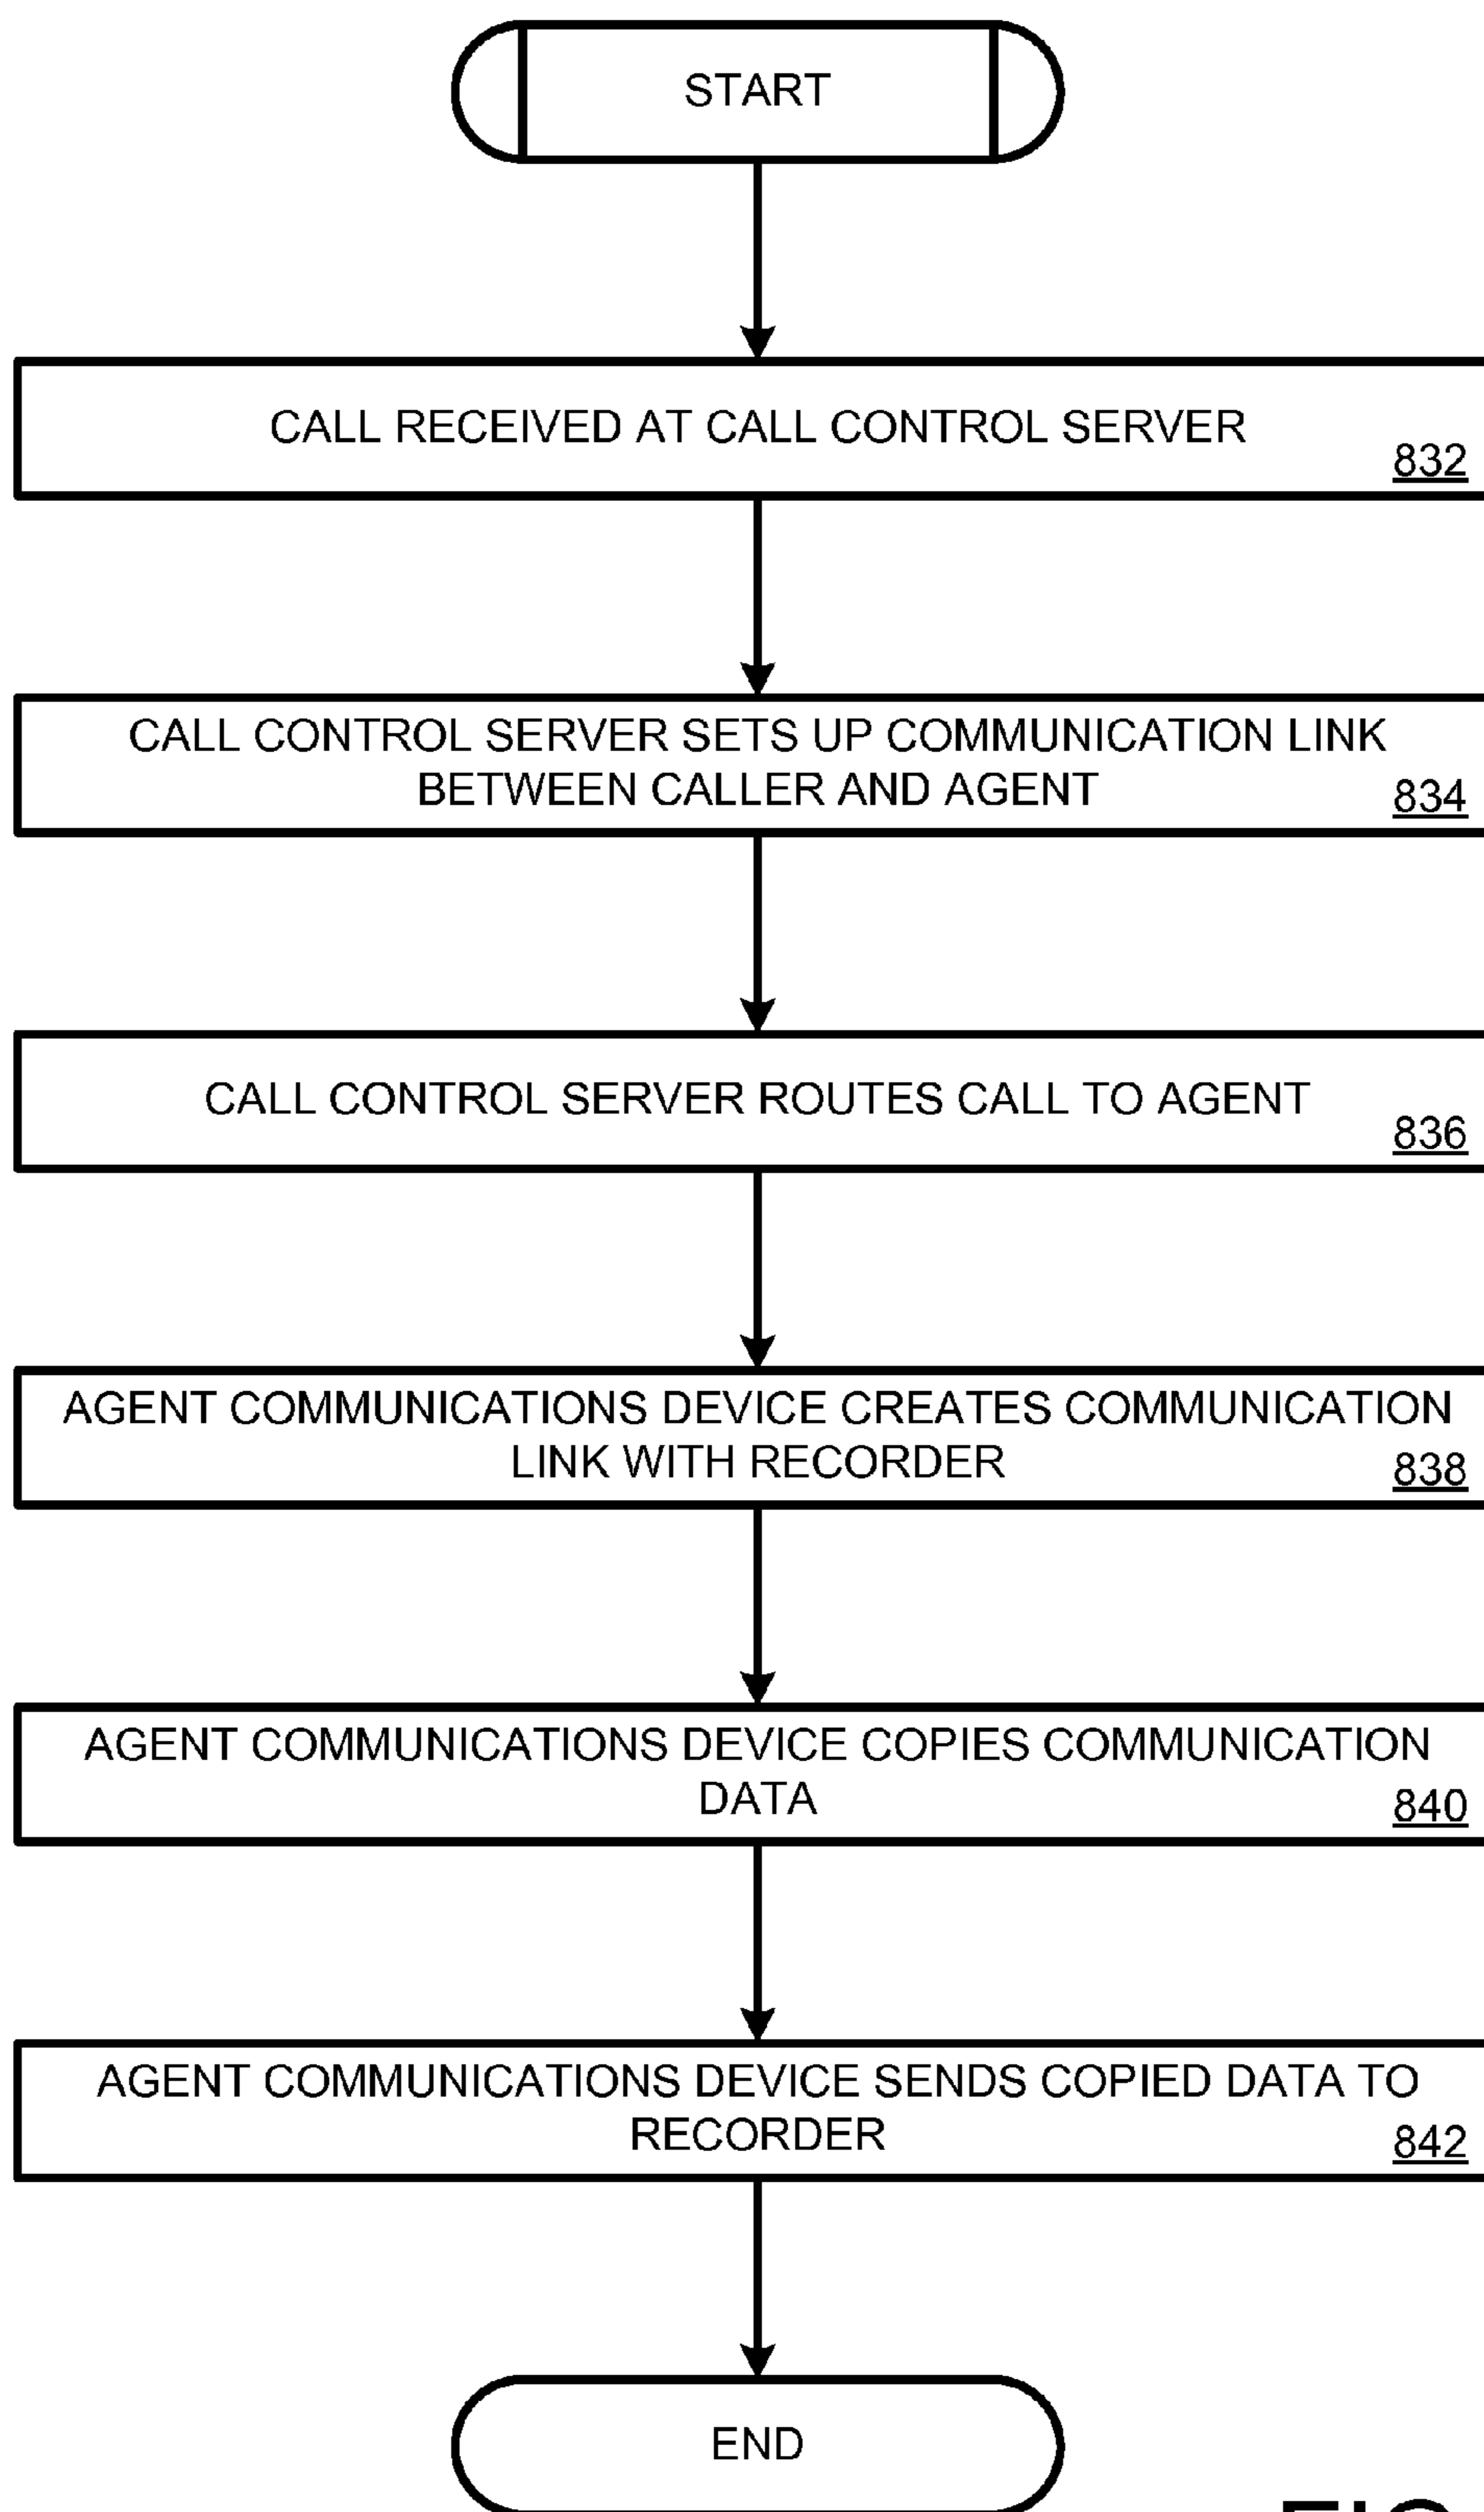 START
CALL RECEIVED AT CALL CONTROL SERVER
832
CALL CONTROL SERVER SETS UP COMMUNICATION LINK
BETWEEN CALLER AND AGENT
834
CALL CONTROL SERVER ROUTES CALL TO AGENT
836
AGENT COMMUNICATIONS DEVICE CREATES COMMUNICATION
LINK WITH RECORDER
838
AGENT COMMUNICATIONS DEVICE COPIES COMMUNICATION
DATA
840
AGENT COMMUNICATIONS DEVICE SENDS COPIED DATA TO
RECORDER
842
END